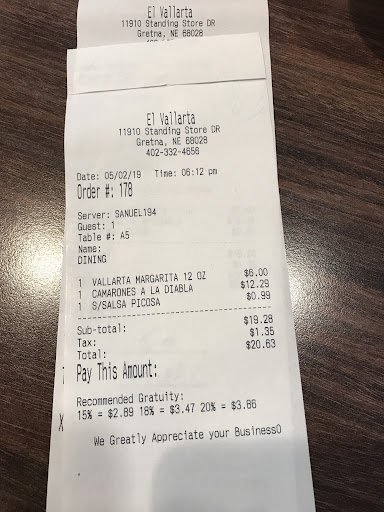 El Vallarta
11910 Standing Store DR
Gretna, NE 68028
El Vallarta
11910 Standing Store DR
Gretna, NE 68028
402-332-4656
Date: 05/02/19 Time: 06:12 pm
Order #: 178
Server: SANUEL194
Guest: 1
Table #: A5
Name:
DINING
1 VALLARTA MARGARITA 12 OZ $6.00
1 CAMARONES A LA DIABLA $12.29
1 S/SALSA PICOSA $0.99
Sub-total: $19.28
Tax: $1.35
Total: $20.63
Pay This Amount:
Recommended Gratuity:
15% = $2.89 18% = $3.47 20% = $3.86
X
We Greatly Appreciate your BusinessO